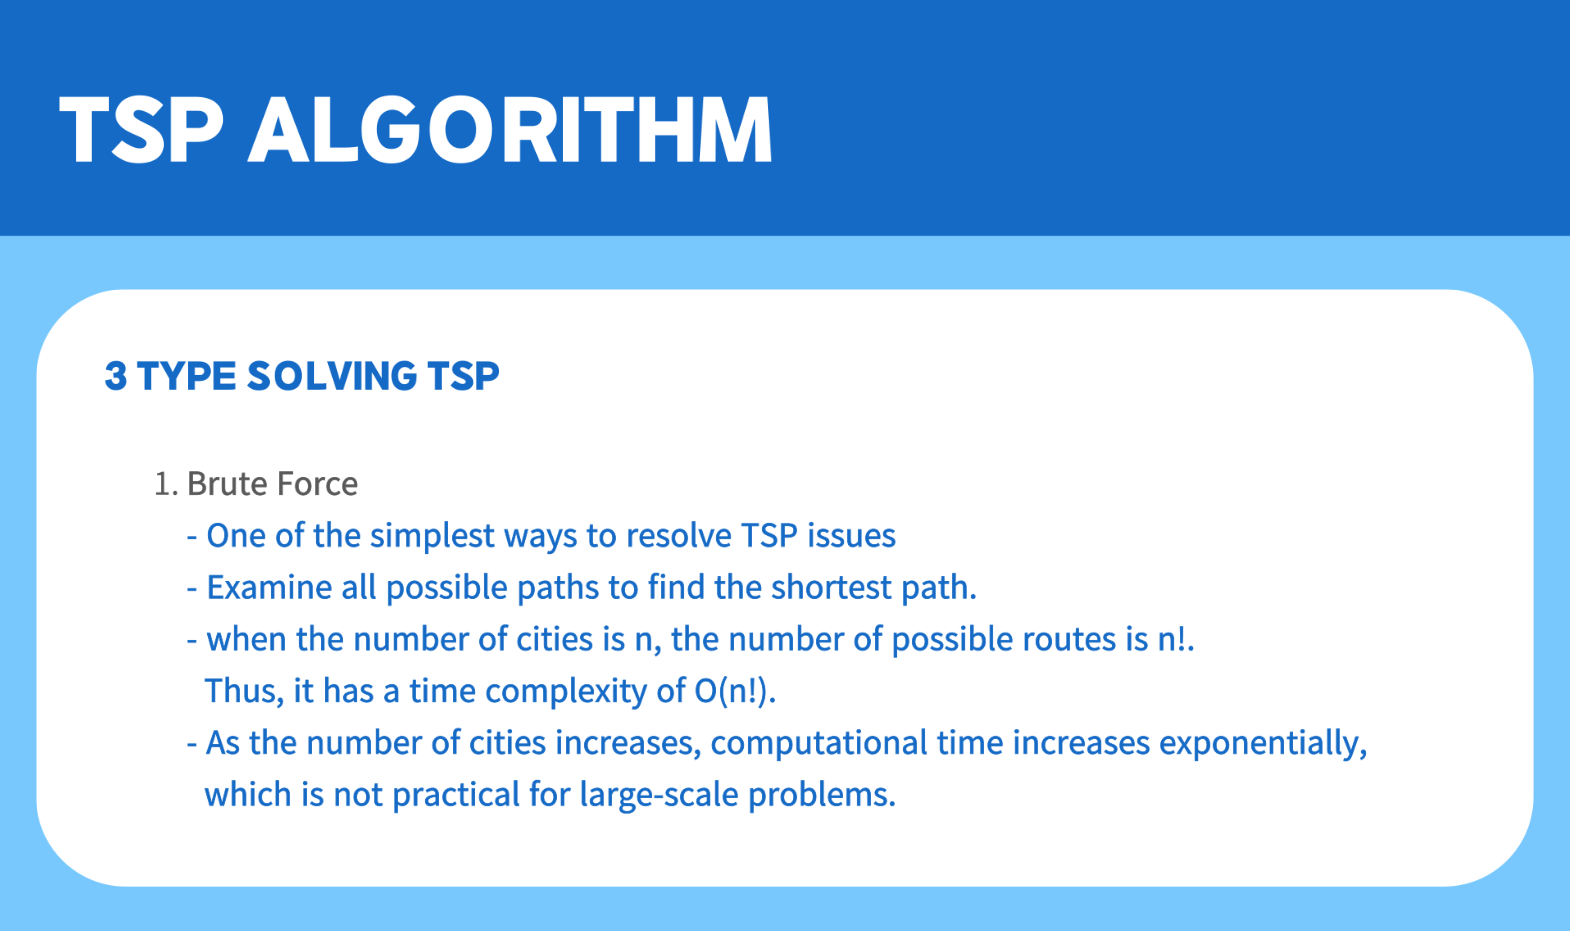 TSP ALGORITHM
3 TYPE SOLVING TSP
1. Brute Force
- One of the simplest ways to resolve TSP issues
- Examine all possible paths to find the shortest path.
- when the number of cities is n, the number of possible routes is n!.
Thus, it has a time complexity of O(n!).
- As the number of cities increases, computational time increases exponentially,
which is not practical for large-scale problems.